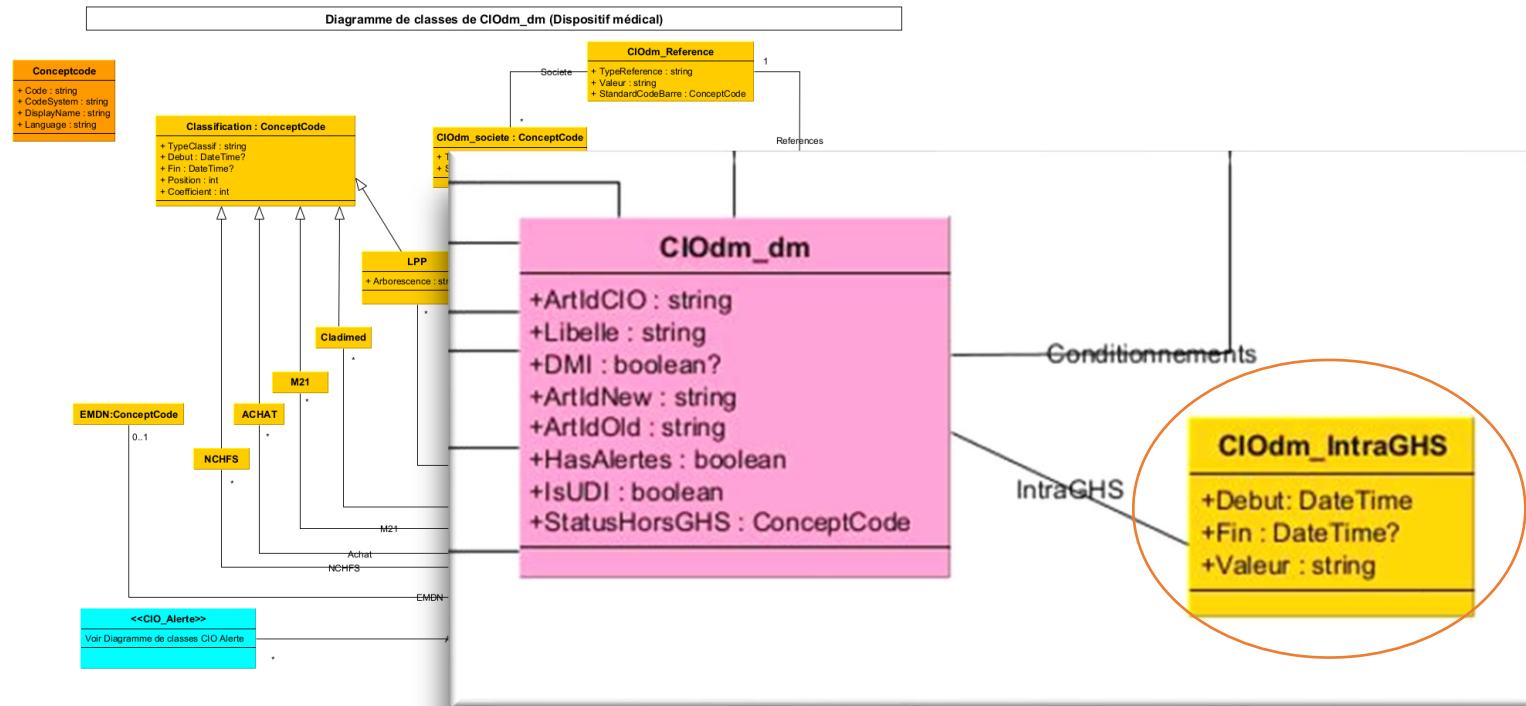 Diagramme de classes de CIOdm_dm (Dispositif médical)
Conceptcode
+ Code : string
+ CodeSystem : string
+ DisplayName : string
+ Language : string
Classification : ConceptCode
+ TypeClassif : string
+ Debut : DateTime?
+ Fin : DateTime?
+ Position : int
+ Coefficient : int
CIOdm_Reference
+ TypeReference : string
+ Valeur : string
+ StandardCodeBarre : ConceptCode
Societe
1
*
References
CIOdm_societe : ConceptCode
LPP
+ Arborescence :
*
Cladimed
*
M21
*
ACHAT
*
NCHFS
*
EMDN:ConceptCode
0..1
M21
Achat
NCHFS
EMDN
<<CIO_Alerte>>
Voir Diagramme de classes CIO Alerte
*
CIOdm_dm
+ArtIdCIO : string
+Libelle : string
+DMI : boolean?
+ArtIdNew : string
+ArtIdOld : string
+HasAlertes : boolean
+IsUDI : boolean
+StatusHorsGHS : ConceptCode
Conditionnements
IntraGHS
CIOdm_IntraGHS
+Debut: DateTime
+Fin : DateTime?
+Valeur : string